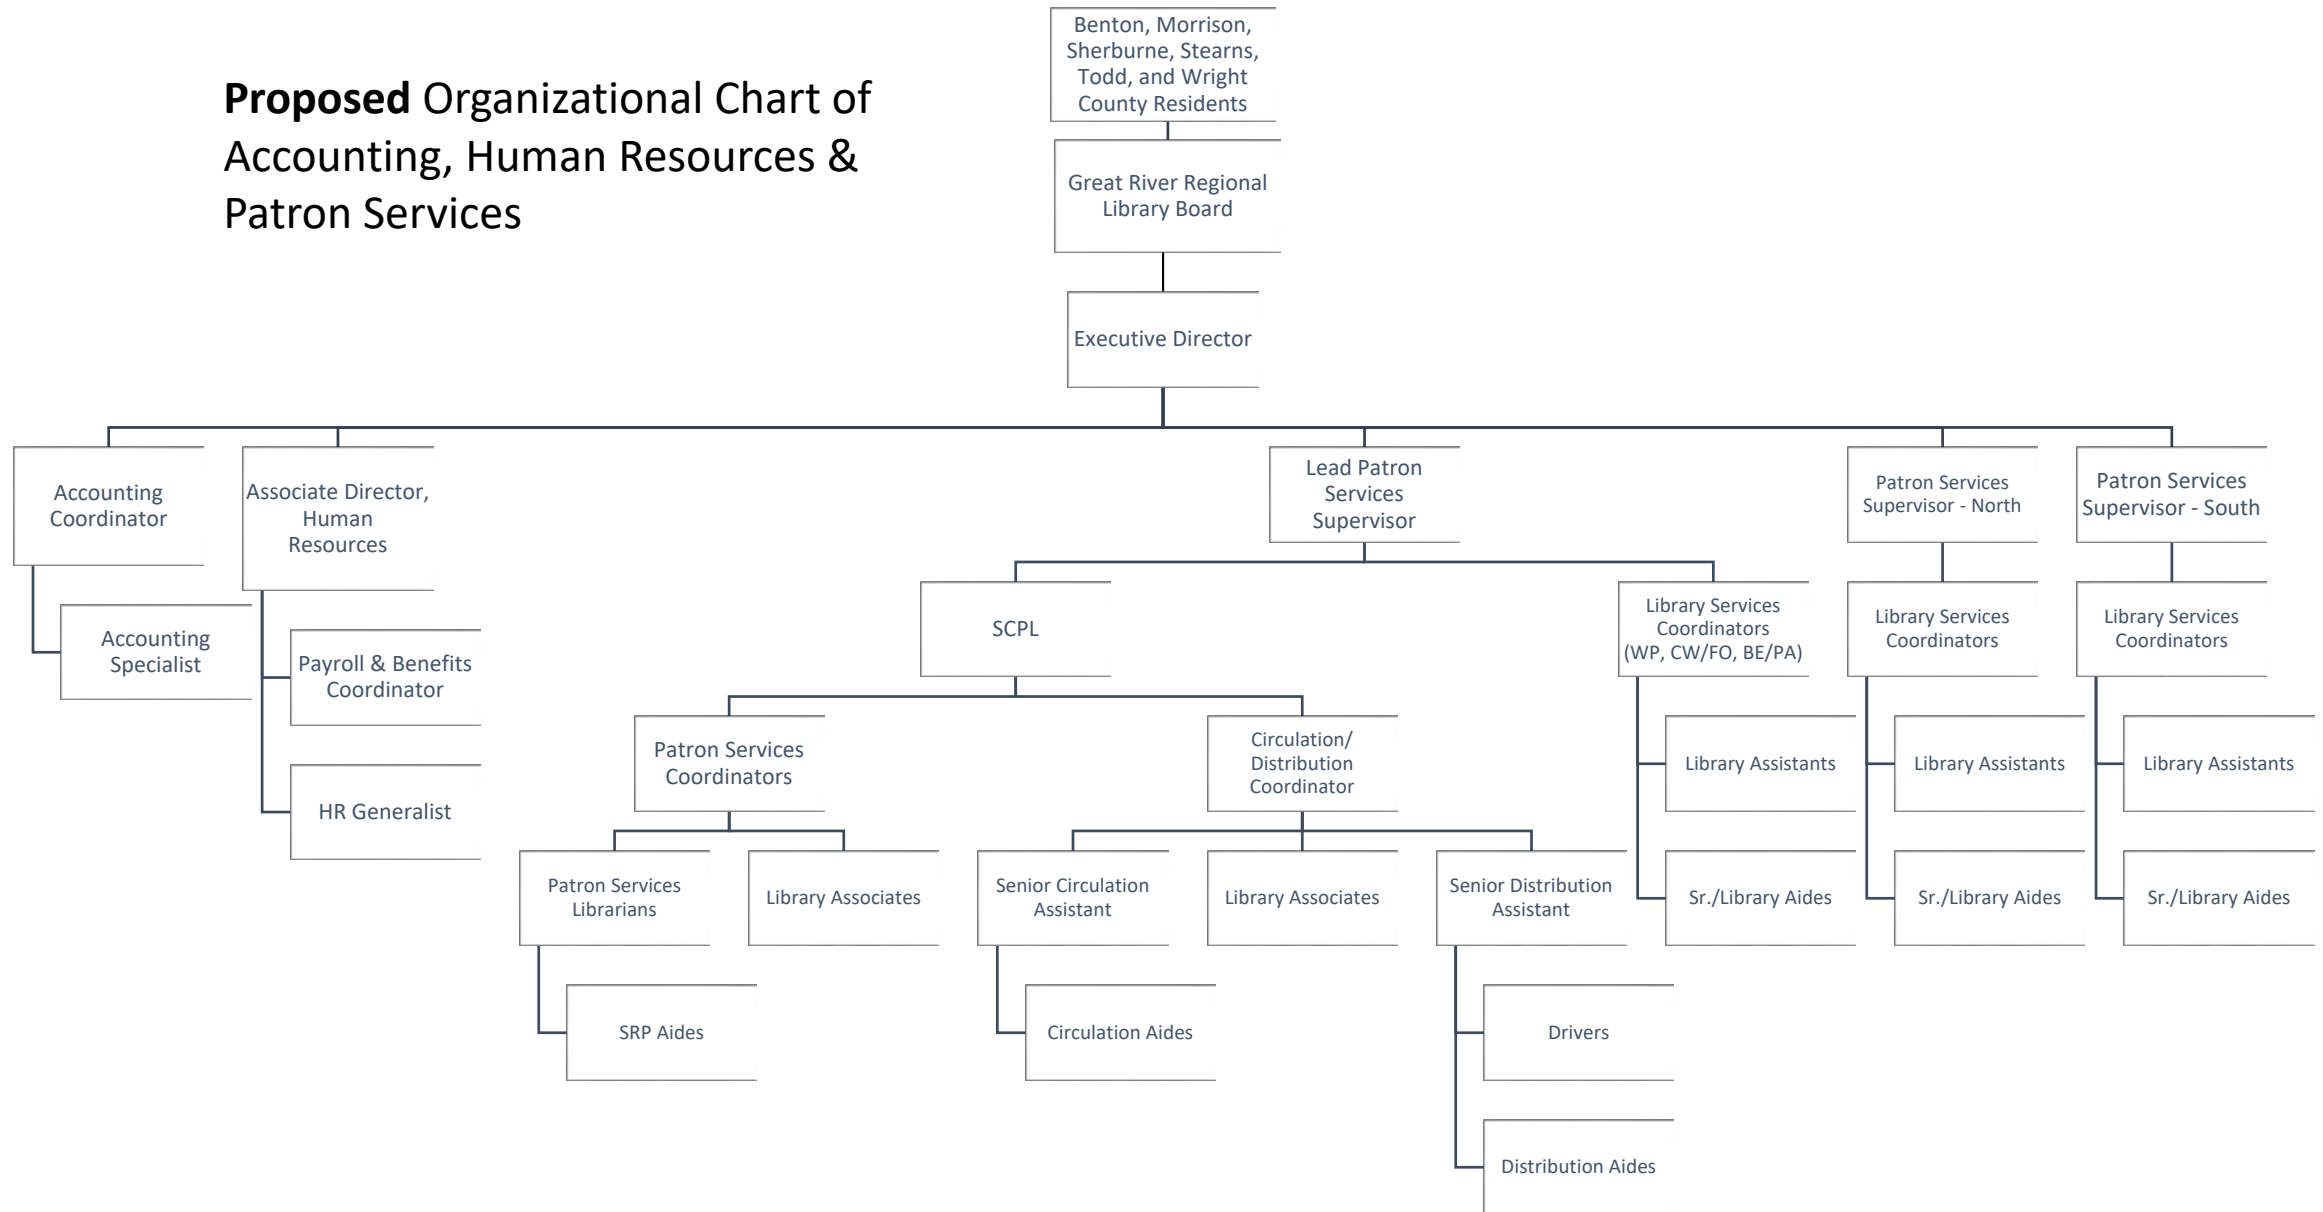 Proposed Organizational Chart of
Accounting, Human Resources &
Patron Services
Benton, Morrison,
Sherburne, Stearns,
Todd, and Wright
County Residents
Great River Regional
Library Board
Executive Director
Accounting
Coordinator
Accounting
Specialist
Associate Director,
Human
Resources
Payroll & Benefits
Coordinator
HR Generalist
Lead Patron
Services
Supervisor
SCPL
Patron Services
Coordinators
Patron Services
Librarians
SRP Aides
Library Associates
Circulation/
Distribution
Coordinator
Senior Circulation
Assistant
Circulation Aides
Library Associates
Senior Distribution
Assistant
Drivers
Distribution Aides
Library Services
Coordinators
(WP, CW/FO, BE/PA)
Library Assistants
Sr./Library Aides
Patron Services
Supervisor - North
Library Services
Coordinators
Library Assistants
Sr./Library Aides
Patron Services
Supervisor - South
Library Services
Coordinators
Library Assistants
Sr./Library Aides